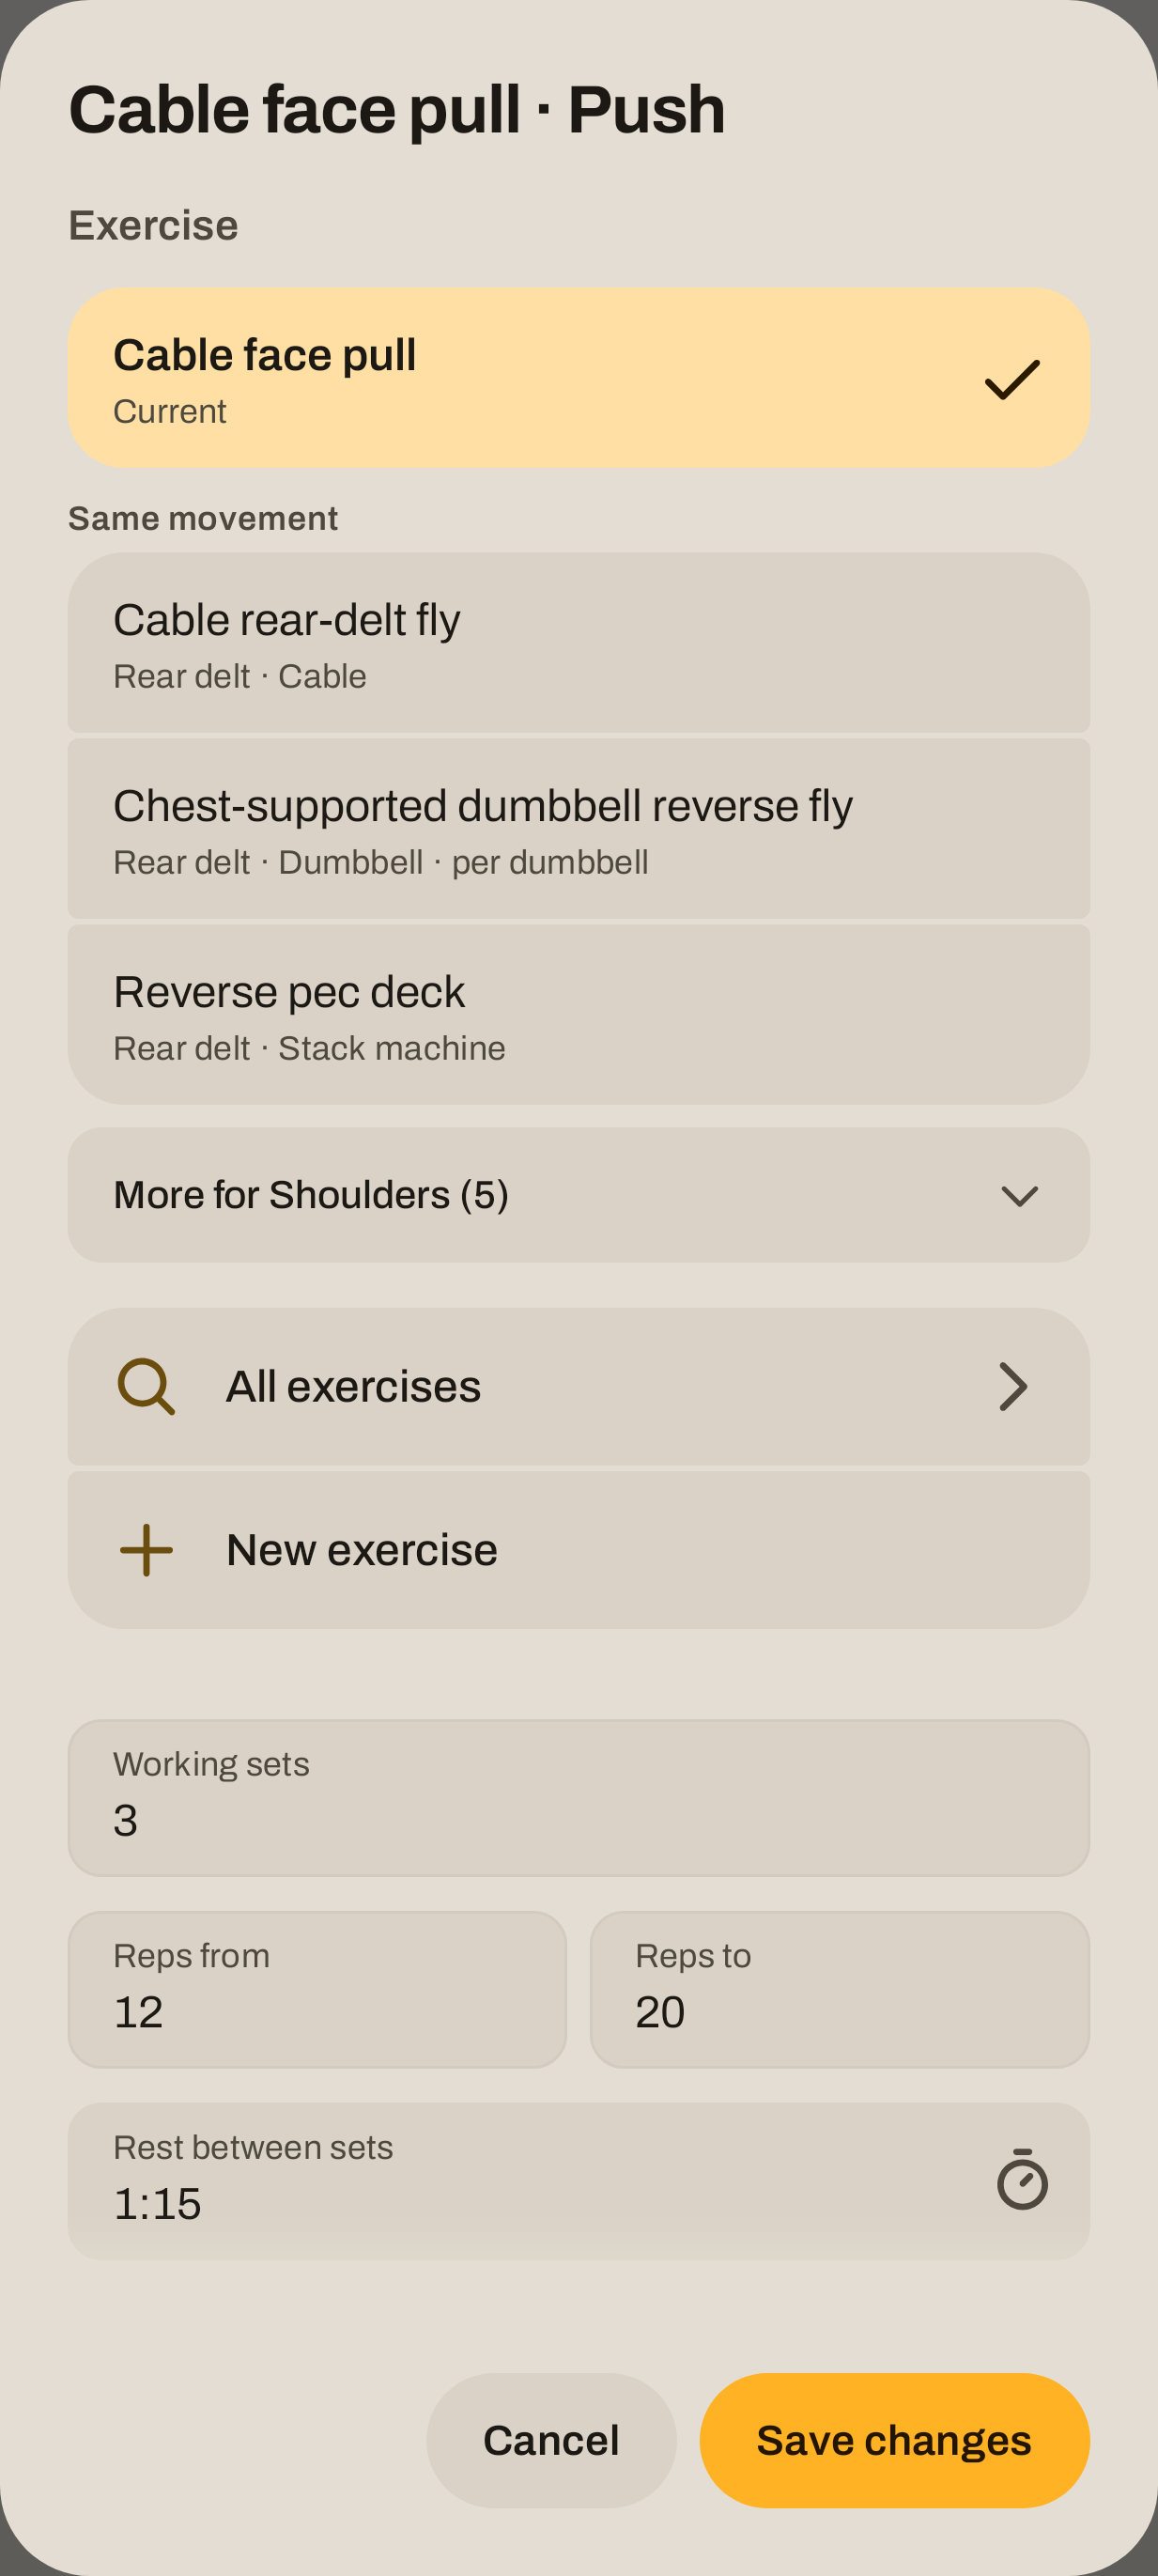 Cable face pull · Push
Exercise
Cable face pull
Current
Same movement
Cable rear-delt fly
Rear delt · Cable
Chest-supported dumbbell reverse fly
Rear delt · Dumbbell · per dumbbell
Reverse pec deck
Rear delt · Stack machine
More for Shoulders (5)
All exercises
New exercise
Working sets
3
Reps from
12
Reps to
20
Rest between sets
1:15
Cancel
Save changes